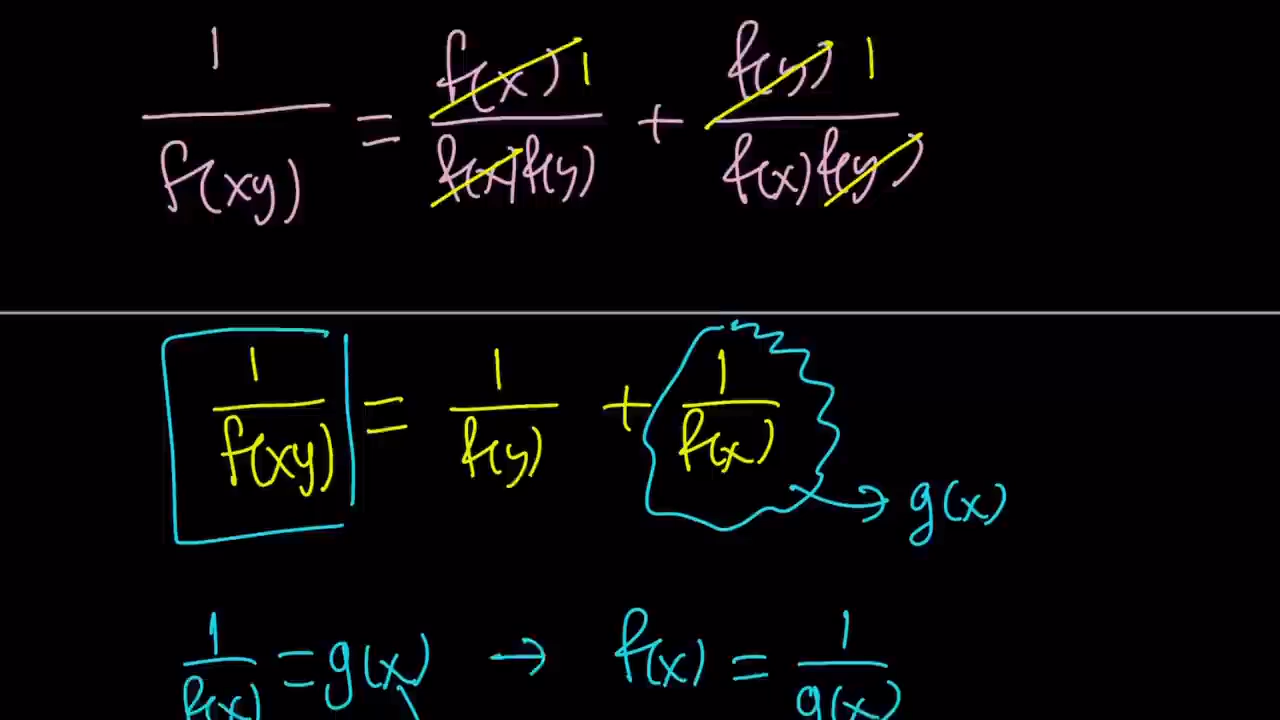 1/f(xy) = f(x) 1/f(x)f(y) + f(y) 1/f(x)f(y)
1/f(xy) = 1/f(y) + 1/f(x) → g(x)
1/f(x) = g(x) → f(x) = 1/g(x)